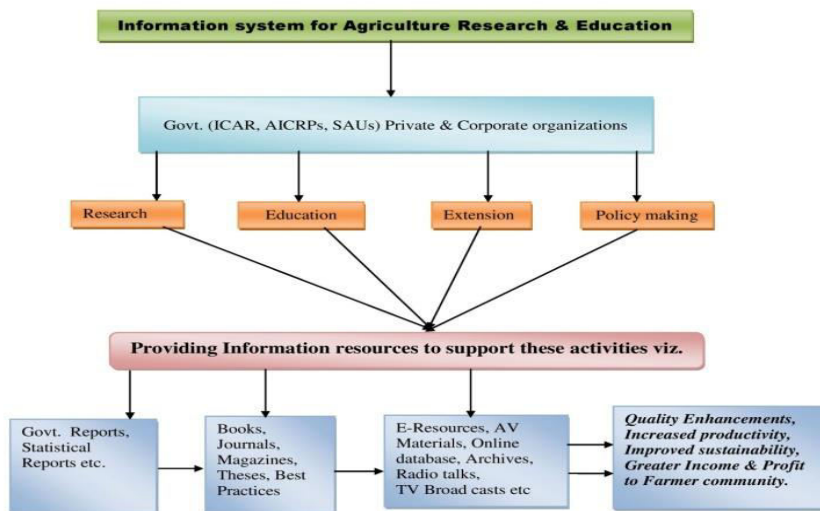 Information system for Agriculture Research & Education
Govt. (ICAR, AICRPs, SAUs) Private & Corporate organizations
Research
Education
Extension
Policy making
Providing Information resources to support these activities viz.
Govt. Reports,
Statistical
Reports etc.
Books,
Journals,
Magazines,
Theses, Best
Practices
E-Resources, AV
Materials, Online
database, Archives,
Radio talks,
TV Broad casts etc
Quality Enhancements,
Increased productivity,
Improved sustainability,
Greater Income & Profit
to Farmer community.